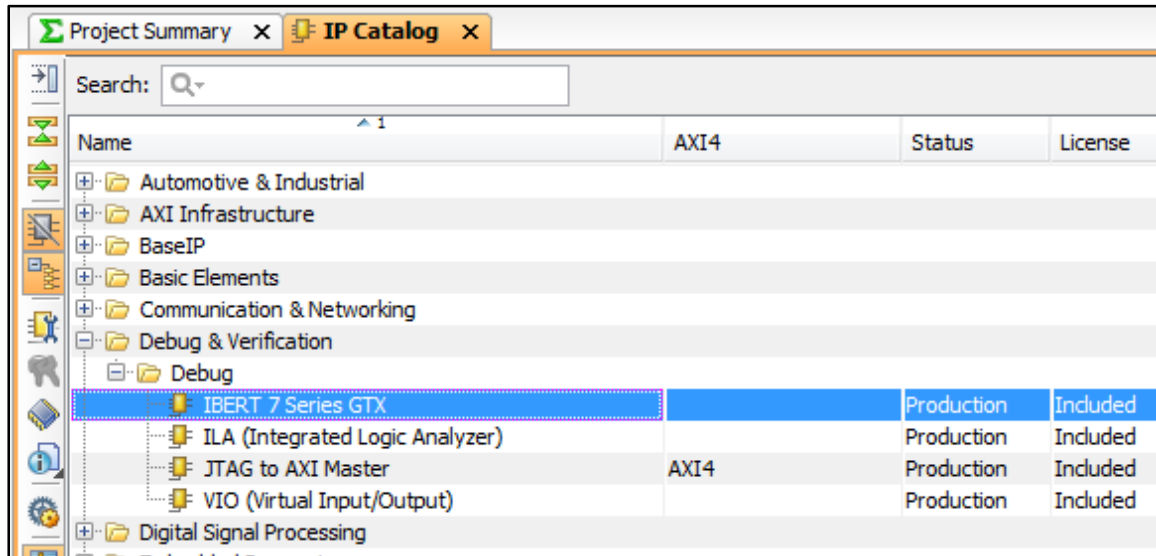 Project Summary IP Catalog
Search:
1
Name AXI4 Status License
Automotive & Industrial
AXI Infrastructure
BaseIP
Basic Elements
Communication & Networking
Debug & Verification
Debug
IBERT 7 Series GTX Production Included
ILA (Integrated Logic Analyzer) Production Included
JTAG to AXI Master AXI4 Production Included
VIO (Virtual Input/Output) Production Included
Digital Signal Processing